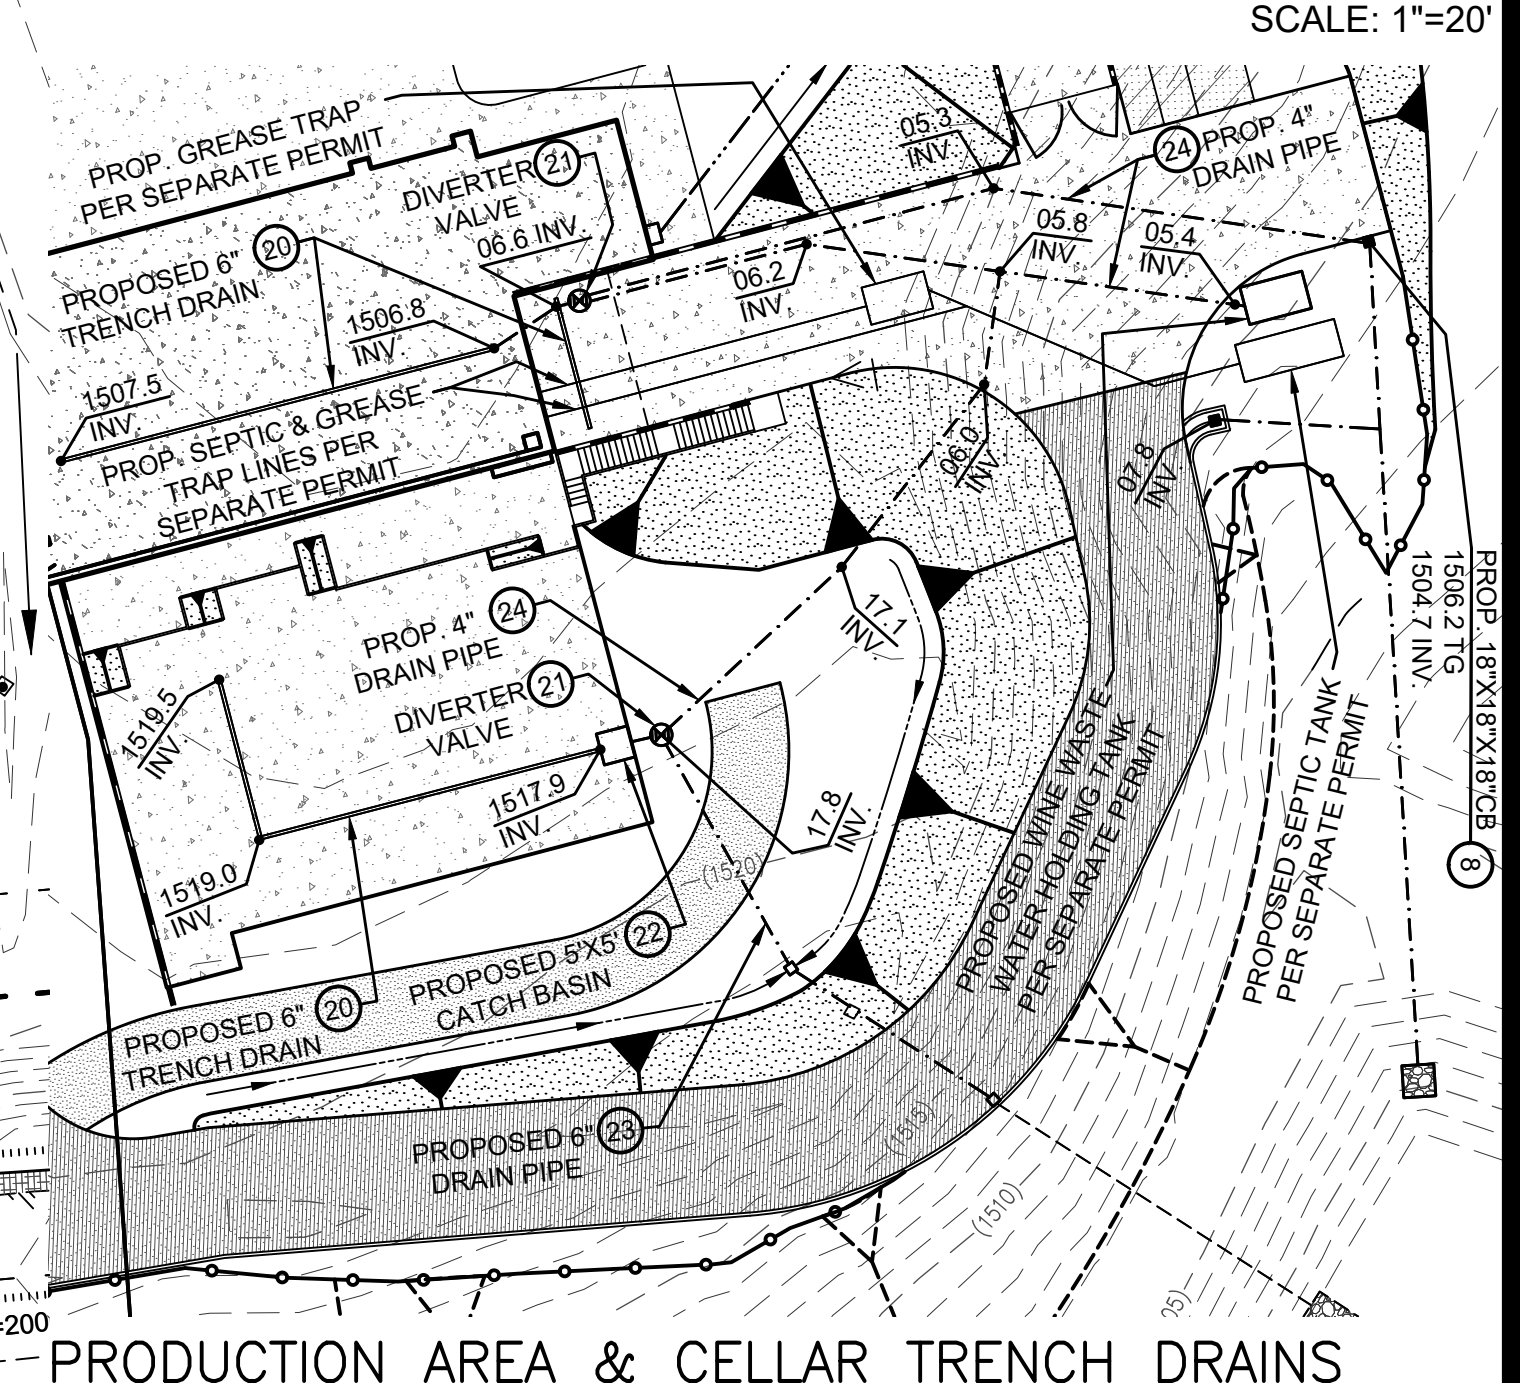 SCALE: 1"=20'
PROP. GREASE TRAP
PER SEPARATE PERMIT
DIVERTER 21
VALVE
06.6 INV.
05.3
INV.
24 PROP. 4"
DRAIN PIPE
20
PROPOSED 6"
TRENCH DRAIN
1506.8
INV.
06.2
INV.
05.8
INV
05.4
INV
1507.5
INV.
PROP. SEPTIC & GREASE
TRAP LINES PER
SEPARATE PERMIT
06.0
INV.
07.8
INV.
PROP. 18"X18"X18"CB
1506.2 TG
1504.7 INV.
8
24
PROP. 4"
DRAIN PIPE
17.1
INV.
DIVERTER 21
VALVE
1519.5
INV.
1517.9
INV.
17.8
INV.
1519.0
INV.
(1520)
PROPOSED WINE WASTE
WATER HOLDING TANK
PER SEPARATE PERMIT
PROPOSED SEPTIC TANK
PER SEPARATE PERMIT
PROPOSED 5'X5' 22
CATCH BASIN
PROPOSED 6" 20
TRENCH DRAIN
PROPOSED 6" 23
DRAIN PIPE
(1515)
(1510)
05)
=200
PRODUCTION AREA & CELLAR TRENCH DRAINS